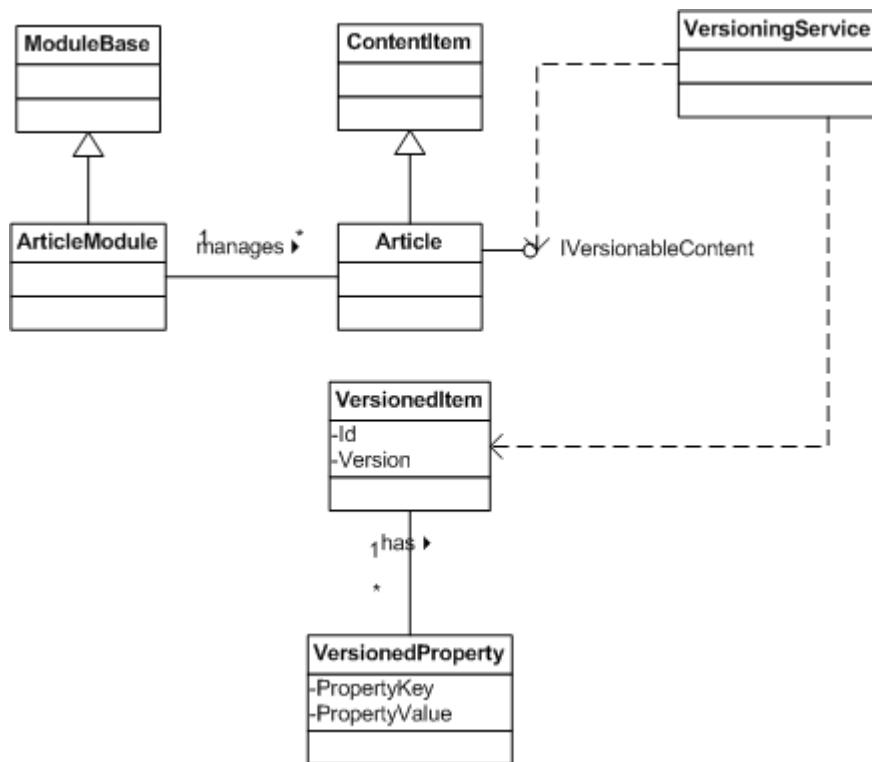 ModuleBase
ContentItem
VersioningService
ArticleModule
1
manages
*
Article
IVersionableContent
VersionedItem
-Id
-Version
1
has
*
VersionedProperty
-PropertyKey
-PropertyValue